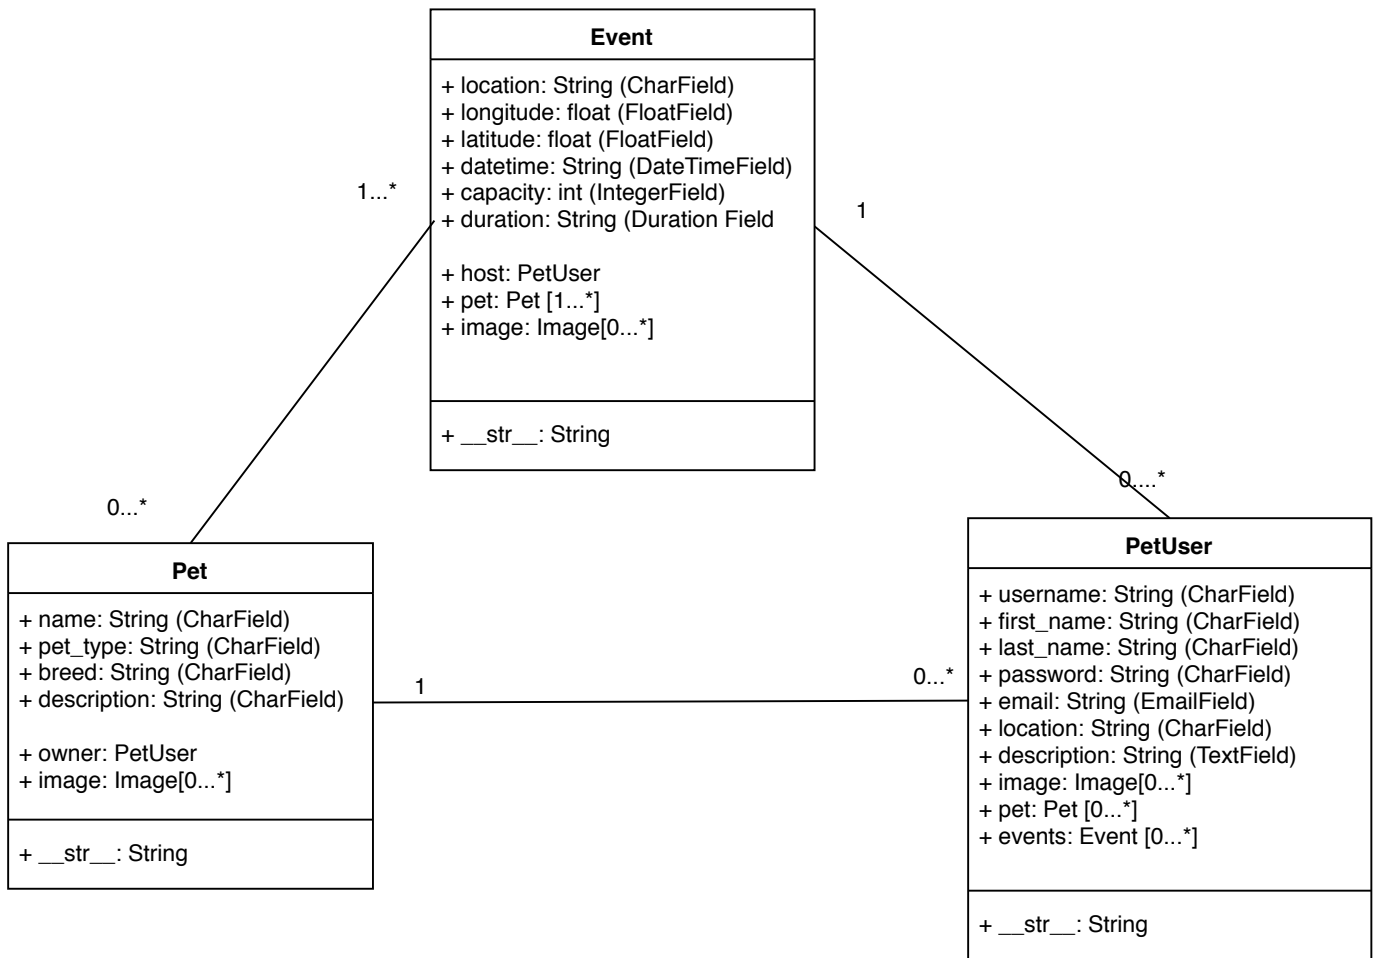 Event
+ location: String (CharField)
+ longitude: float (FloatField)
+ latitude: float (FloatField)
+ datetime: String (DateTimeField)
+ capacity: int (IntegerField)
+ duration: String (Duration Field
+ host: PetUser
+ pet: Pet [1...*]
+ image: Image[0...*]
+ __str__: String
1...*
1
0...*
0....*
Pet
+ name: String (CharField)
+ pet_type: String (CharField)
+ breed: String (CharField)
+ description: String (CharField)
+ owner: PetUser
+ image: Image[0...*]
+ __str__: String
1
0...*
PetUser
+ username: String (CharField)
+ first_name: String (CharField)
+ last_name: String (CharField)
+ password: String (CharField)
+ email: String (EmailField)
+ location: String (CharField)
+ description: String (TextField)
+ image: Image[0...*]
+ pet: Pet [0...*]
+ events: Event [0...*]
+ __str__: String